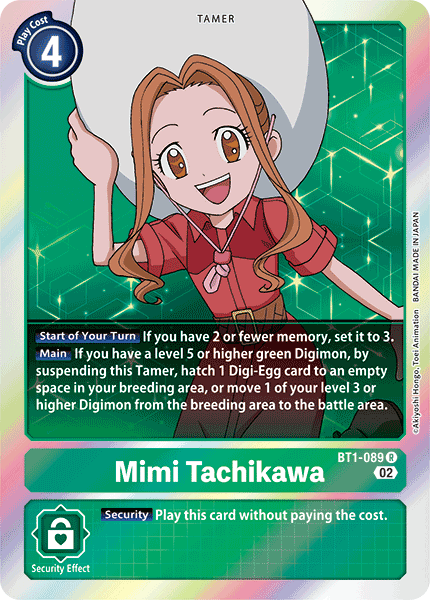 TAMER
Play Cost
4
Start of Your Turn If you have 2 or fewer memory, set it to 3.
Main If you have a level 5 or higher green Digimon, by
suspending this Tamer, hatch 1 Digi-Egg card to an empty
space in your breeding area, or move 1 of your level 3 or
higher Digimon from the breeding area to the battle area.
©Akiyoshi Hongo, Toei Animation BANDAI MADE IN JAPAN
BT1-089 R
Mimi Tachikawa
02
Security Play this card without paying the cost.
Security Effect